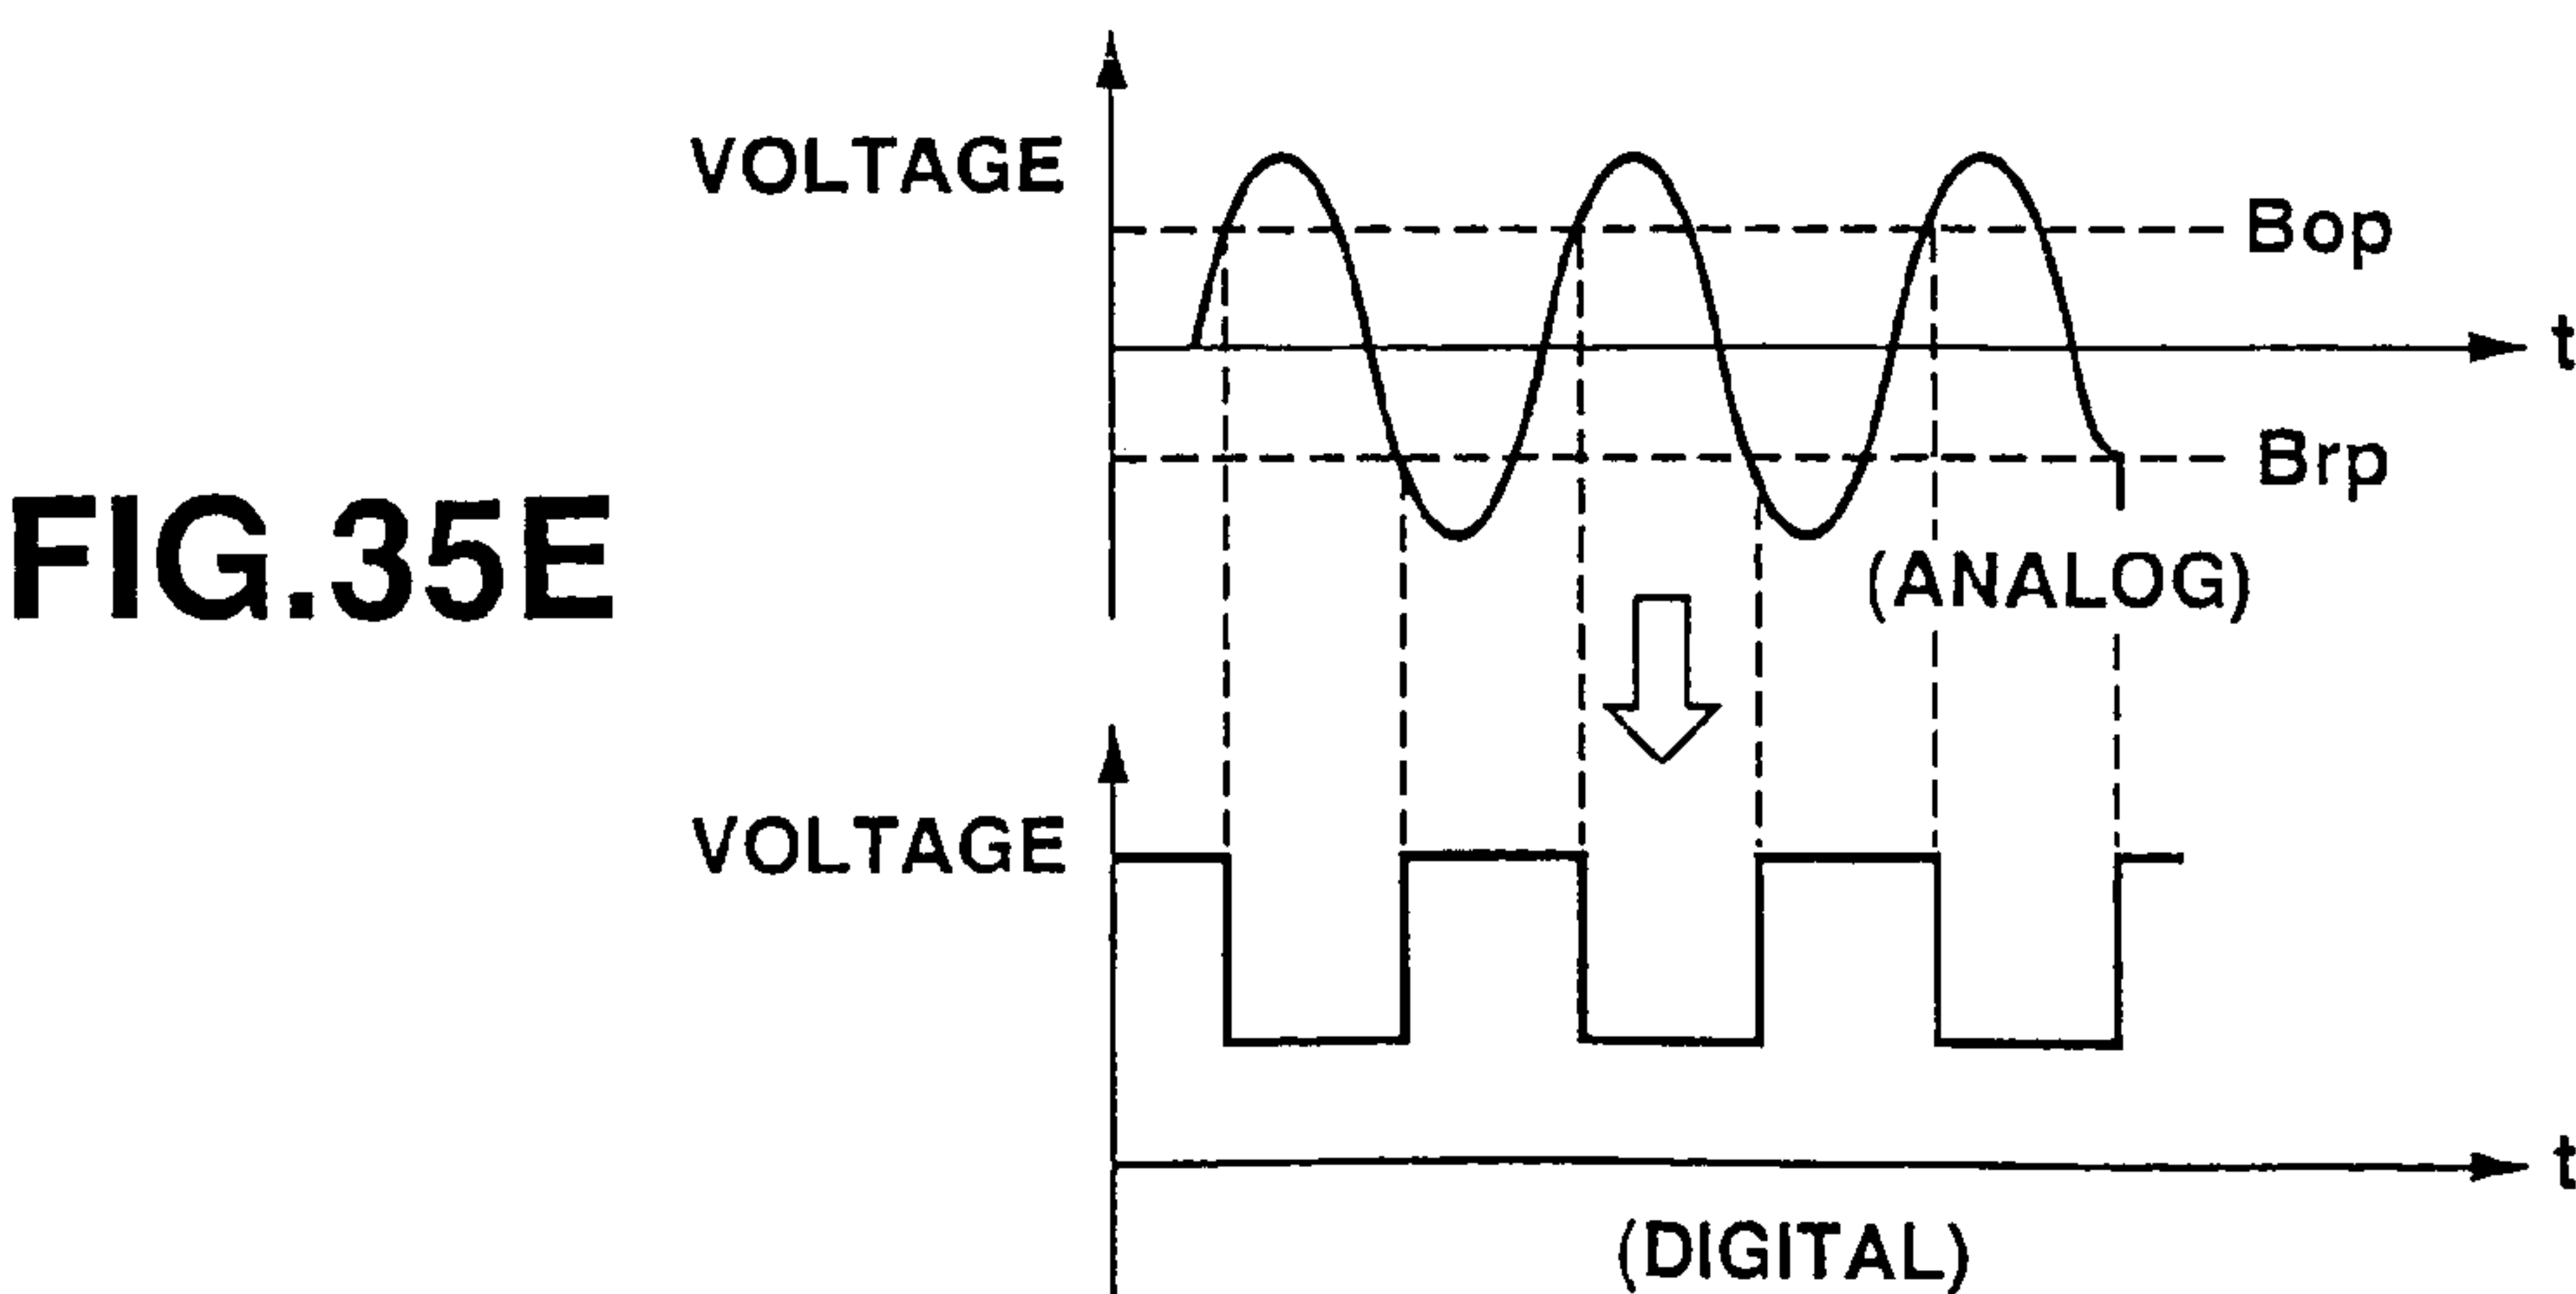 VOLTAGE
Bop
t
Brp
FIG.35E
(ANALOG)
VOLTAGE
t
(DIGITAL)